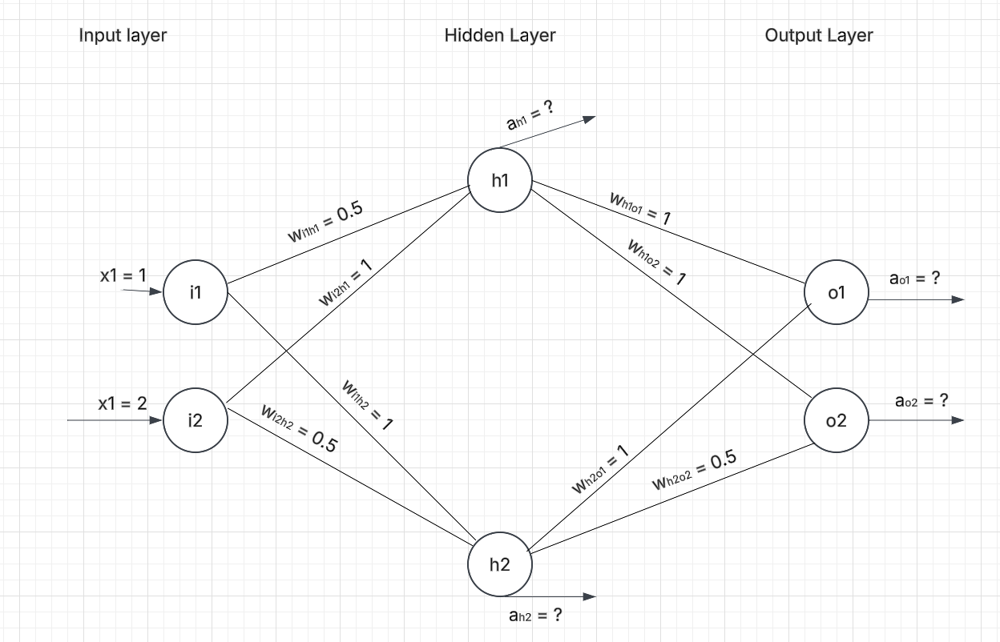 Input layer
Hidden Layer
Output Layer
ah1 = ?
h1
wi1h1 = 0.5
wh1o1 = 1
wh1o2 = 1
wi2h1 = 1
x1 = 1
i1
o1
ao1 = ?
x1 = 2
i2
wi1h2 = 1
wi2h2 = 0.5
o2
ao2 = ?
wh2o1 = 1
wh2o2 = 0.5
h2
ah2 = ?